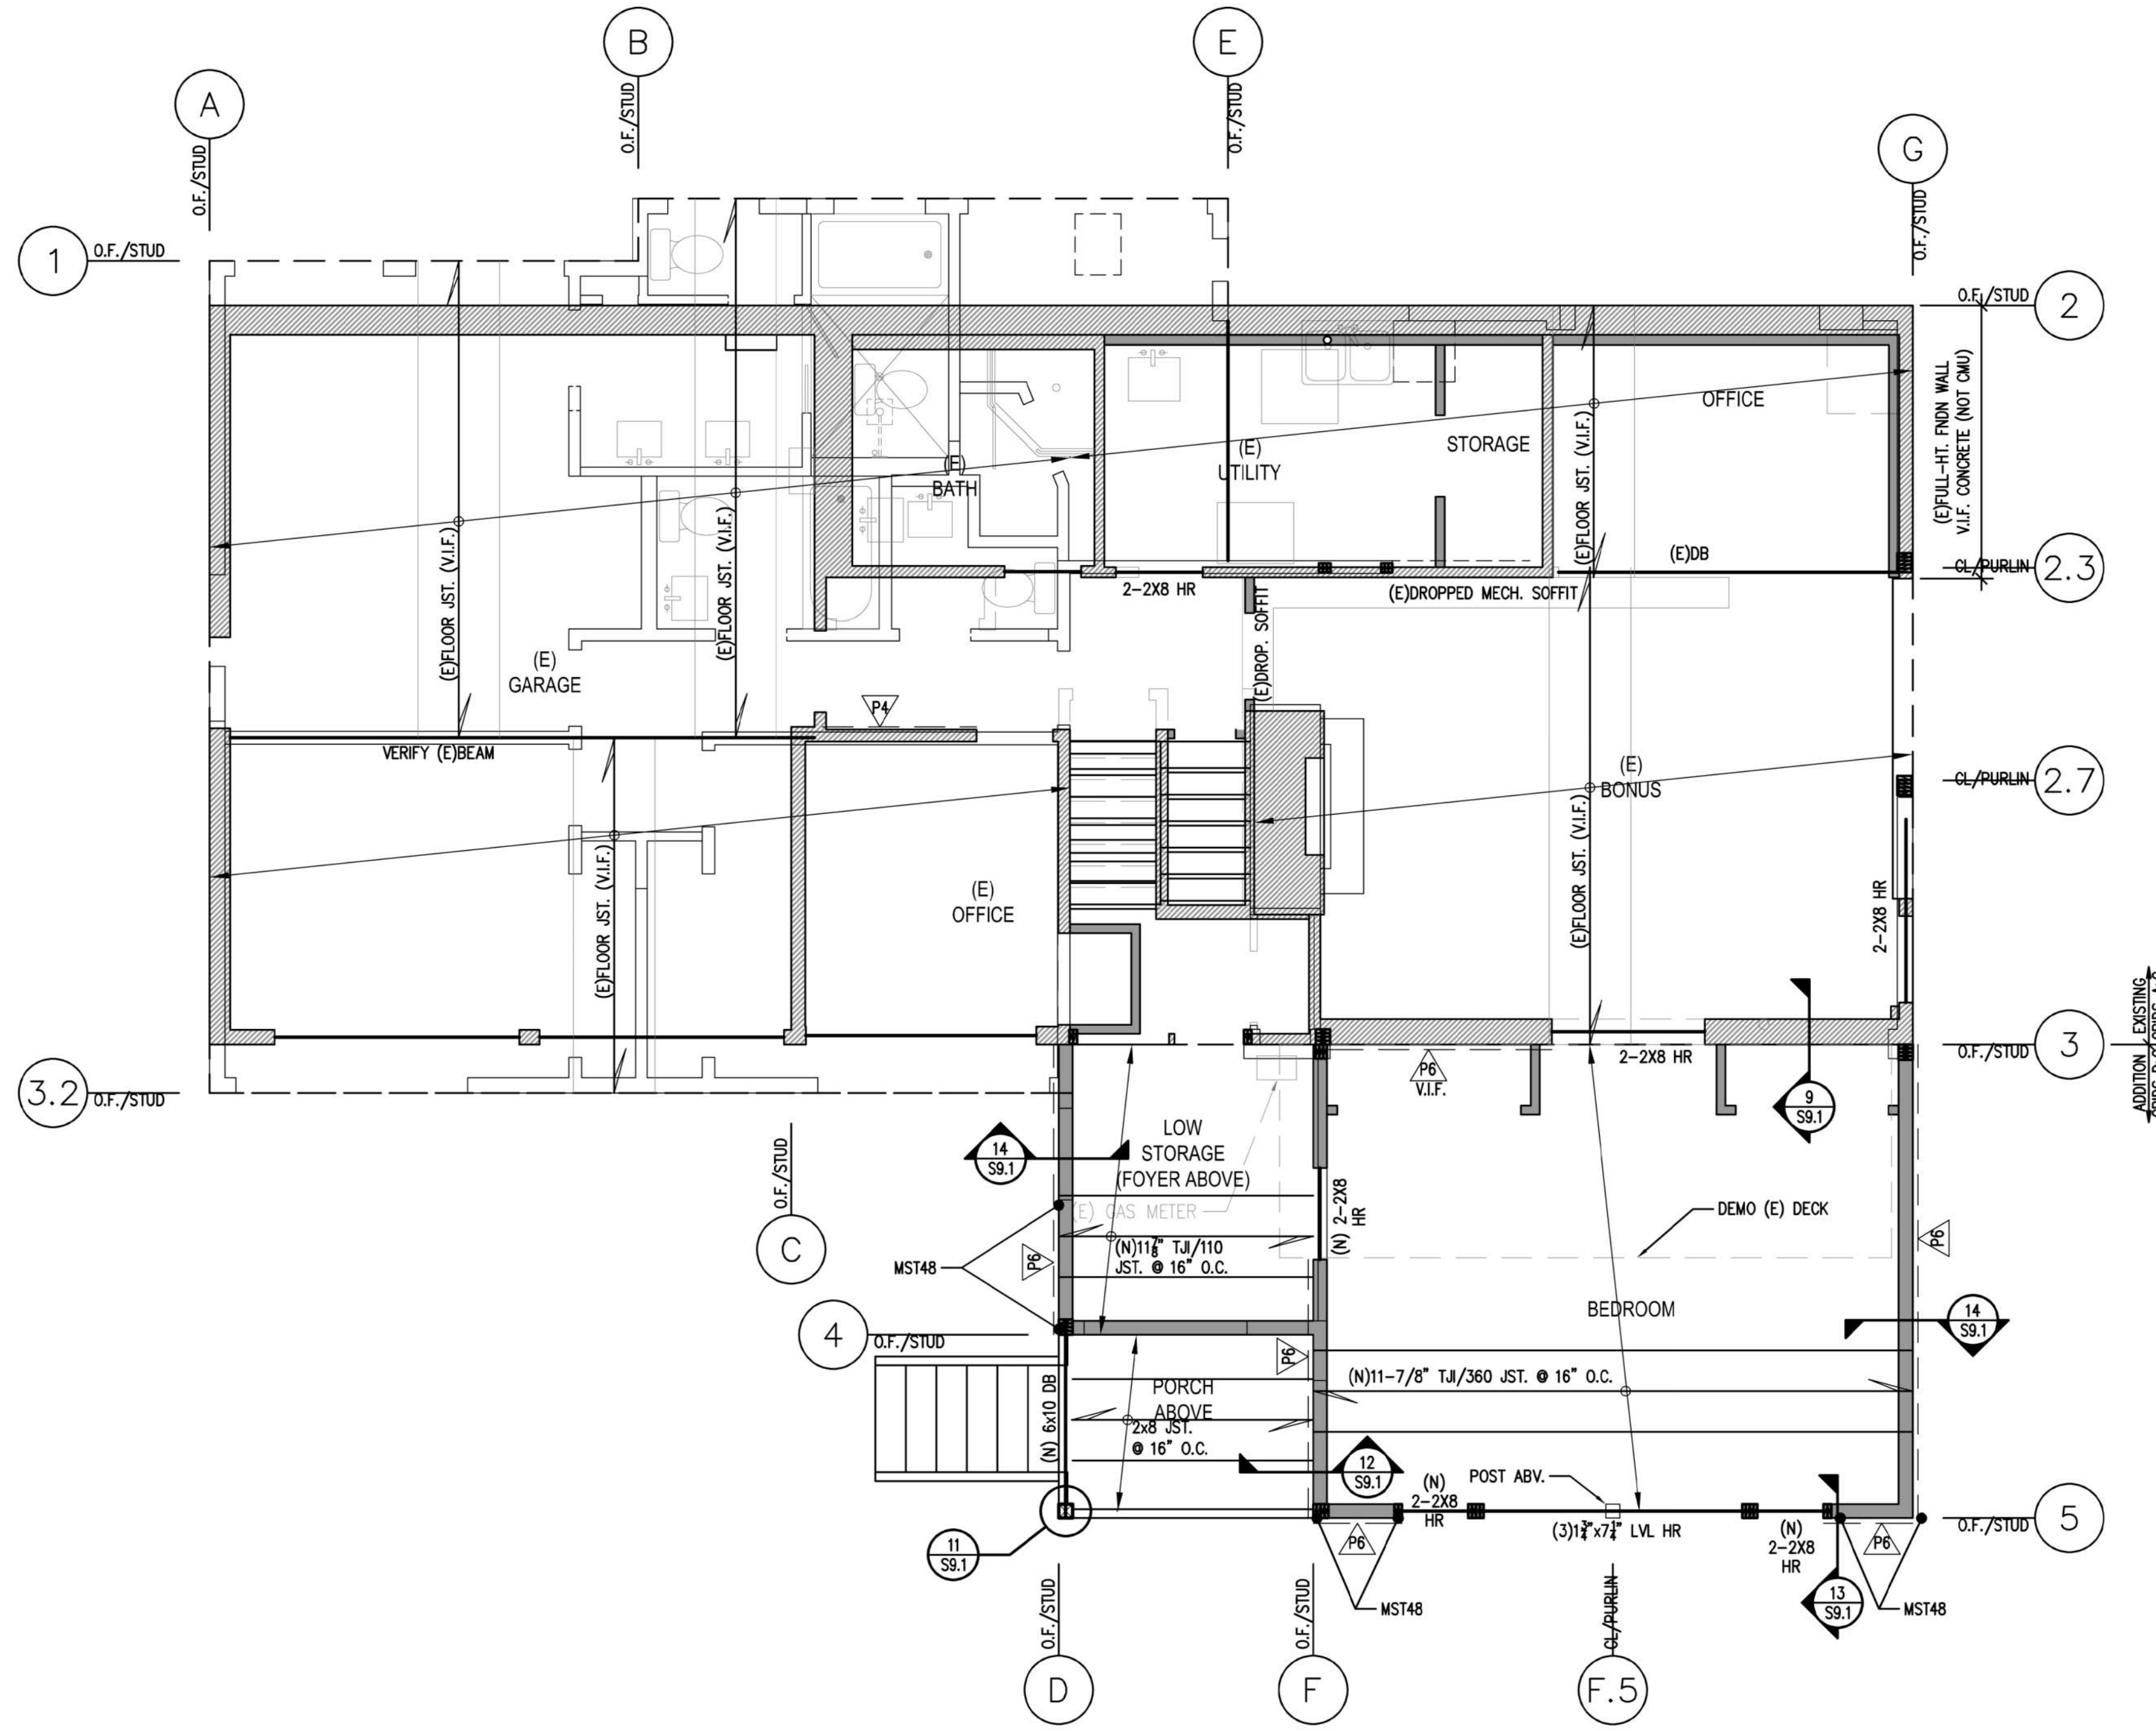 B
E
A
G
O.F./STUD
O.F./STUD
O.F./STUD
O.F./STUD
1
O.F./STUD
O.F./STUD
2
(E)FULL-HT. FNDN WALL
V.I.F. CONCRETE (NOT CMU)
OFFICE
STORAGE
(E)
UTILITY
(E)
BATH
(E)FLOOR JST. (V.I.F.)
(E)FLOOR JST. (V.I.F.)
(E)FLOOR JST. (V.I.F.)
(E)DB
CL/PURLIN
2.3
2-2X8 HR
(E)DROPPED MECH. SOFFIT
(E)DROP. SOFFIT
(E)
GARAGE
P4
VERIFY (E)BEAM
(E)
BONUS
CL/PURLIN
2.7
(E)FLOOR JST. (V.I.F.)
(E)FLOOR JST. (V.I.F.)
(E)
OFFICE
2-2X8 HR
ADDITION
EXISTING
O.F./STUD
3
2-2X8 HR
P6
V.I.F.
3.2
O.F./STUD
9
S9.1
LOW
STORAGE
(FOYER ABOVE)
14
S9.1
O.F./STUD
C
(E) GAS METER
(N) 2-2X8
HR
DEMO (E) DECK
P6
(N)11⅞" TJI/110
JST. @ 16" O.C.
MST48
P6
BEDROOM
14
S9.1
4
O.F./STUD
P6
(N)11-7/8" TJI/360 JST. @ 16" O.C.
(N) 6x10 DB
PORCH
ABOVE
2x8 JST.
@ 16" O.C.
12
S9.1
(N)
2-2X8
HR
POST ABV.
(3)1¾"x7¼" LVL HR
(N)
2-2X8
HR
O.F./STUD
5
P6
P6
11
S9.1
13
S9.1
MST48
MST48
O.F./STUD
O.F./STUD
CL/PURLIN
D
F
F.5